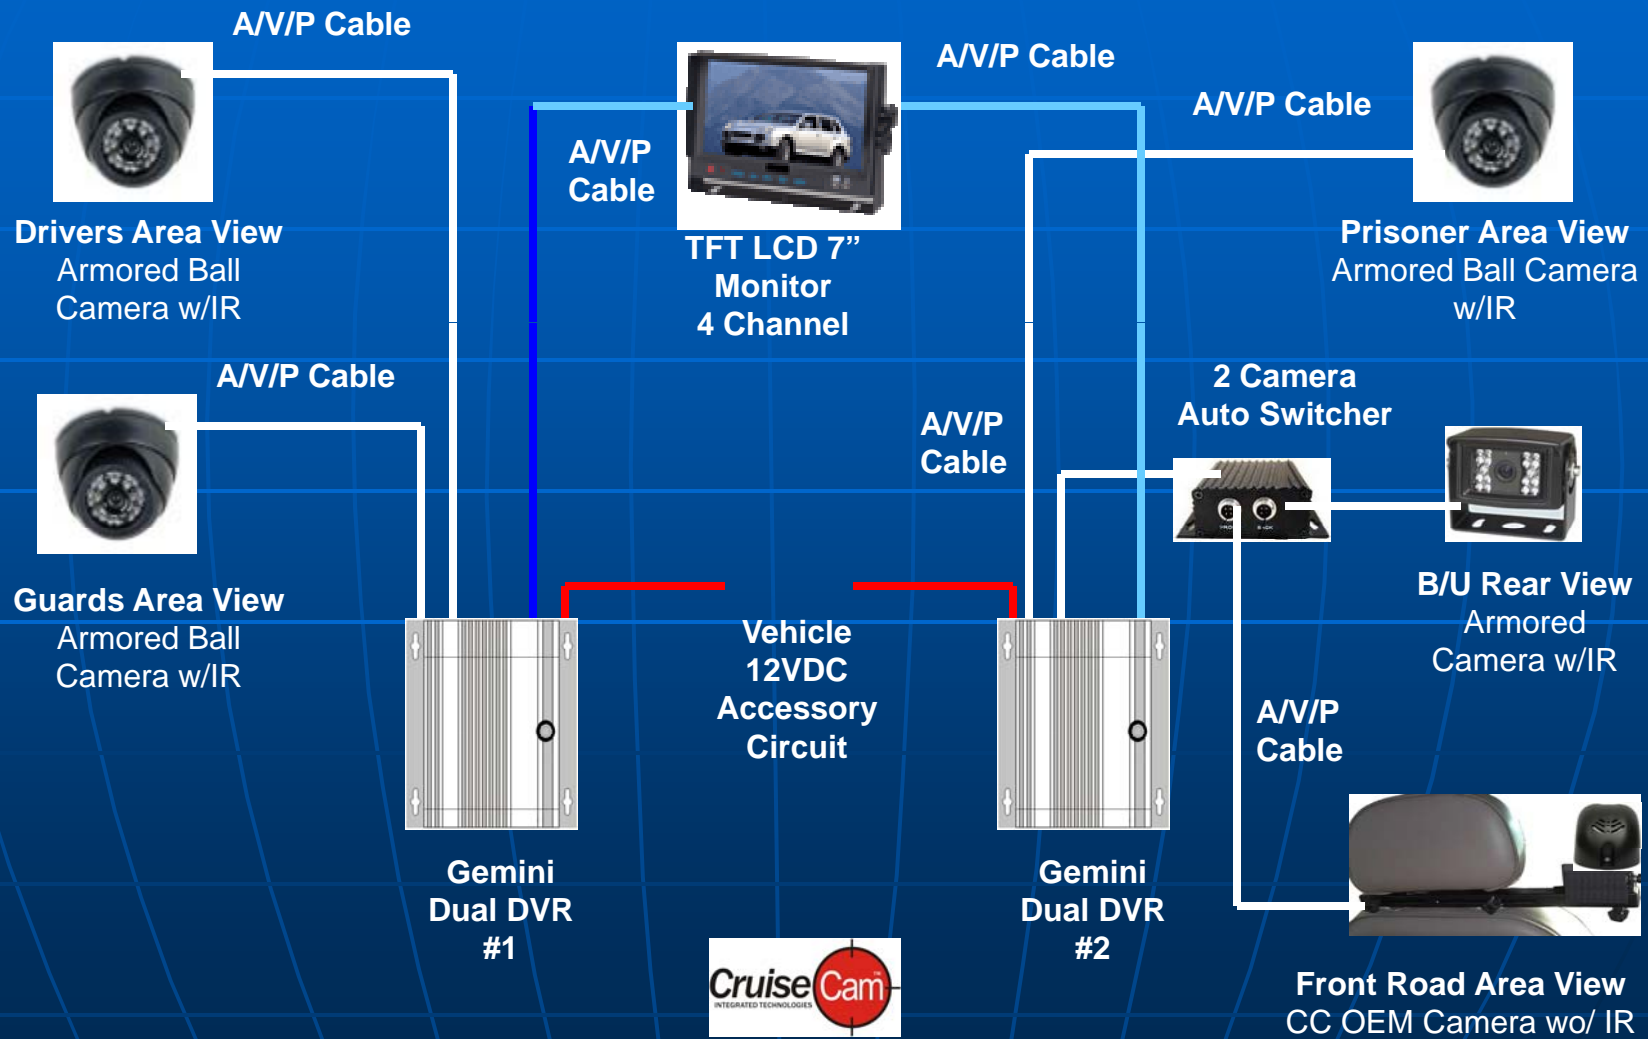 A/V/P Cable
A/V/P Cable
A/V/P Cable
A/V/P
Cable
Drivers Area View
Armored Ball
Camera w/IR
TFT LCD 7”
Monitor
4 Channel
Prisoner Area View
Armored Ball Camera
w/IR
A/V/P Cable
2 Camera
Auto Switcher
A/V/P
Cable
Guards Area View
Armored Ball
Camera w/IR
B/U Rear View
Armored
Camera w/IR
Vehicle
12VDC
Accessory
Circuit
A/V/P
Cable
Gemini
Dual DVR
#1
Gemini
Dual DVR
#2
CruiseCam
INTEGRATED TECHNOLOGIES
Front Road Area View
CC OEM Camera wo/ IR